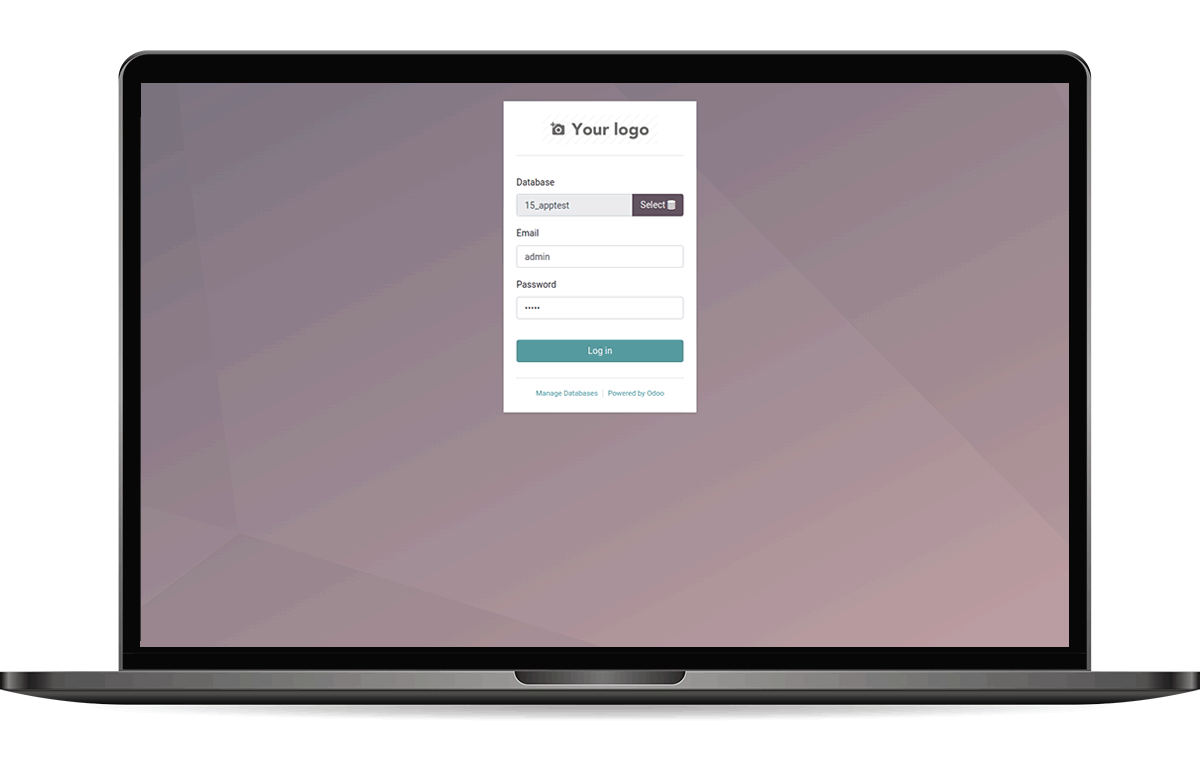 Your logo
Database
15_apptest Select
Email
admin
Password
•••••
Log in
Manage Databases | Powered by Odoo